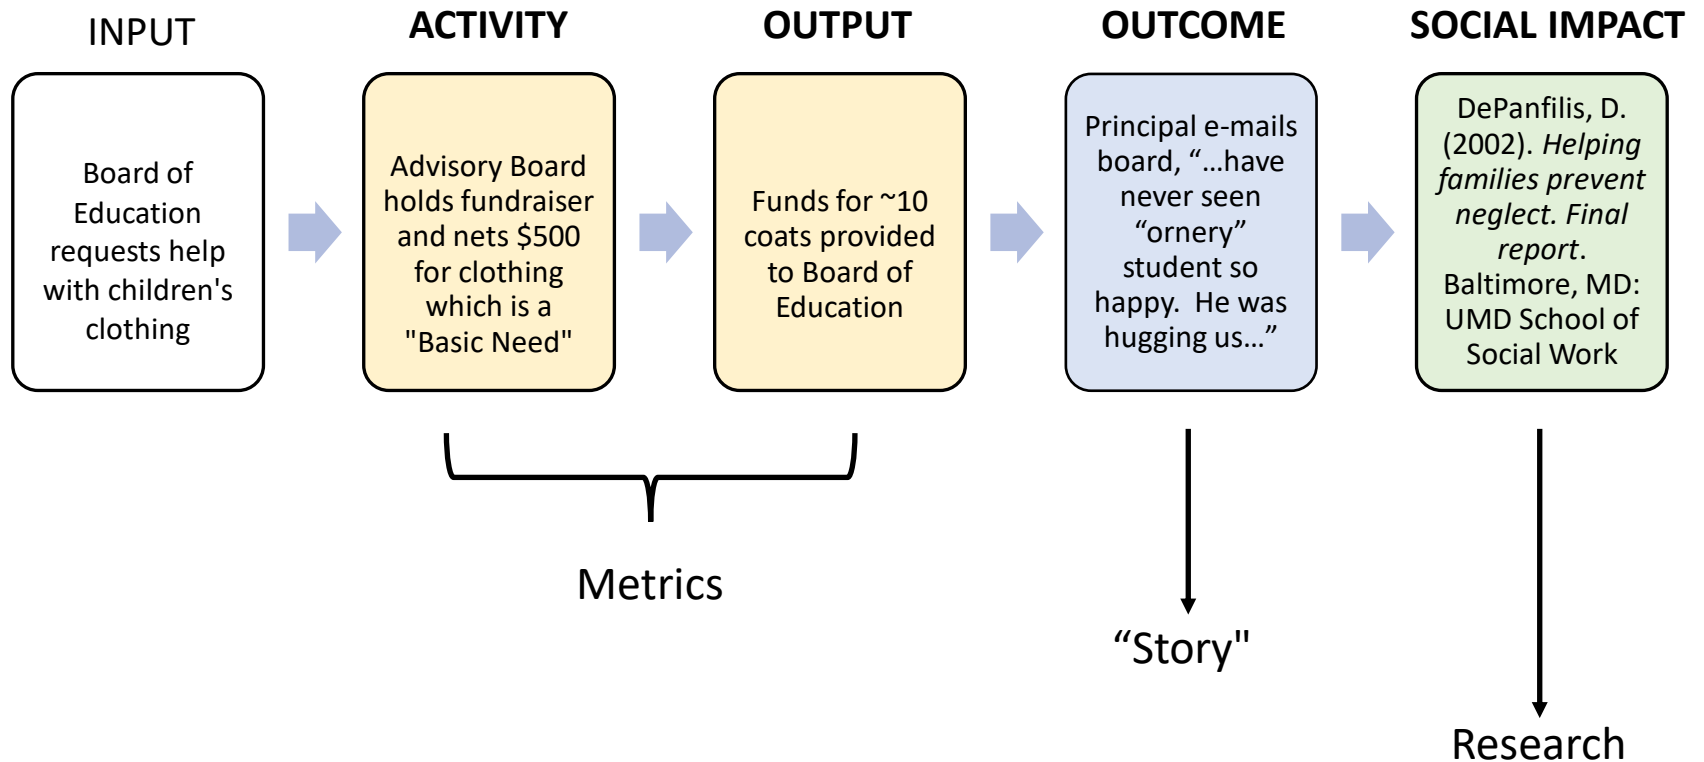 INPUT
Board of
Education
requests help
with children's
clothing
ACTIVITY
Advisory Board
holds fundraiser
and nets $500
for clothing
which is a
"Basic Need"
OUTPUT
Funds for ~10
coats provided
to Board of
Education
OUTCOME
Principal e-mails
board, “…have
never seen
“ornery”
student so
happy.  He was
hugging us…”
SOCIAL IMPACT
DePanfilis, D.
(2002). Helping
families prevent
neglect. Final
report.
Baltimore, MD:
UMD School of
Social Work
Metrics
“Story"
Research